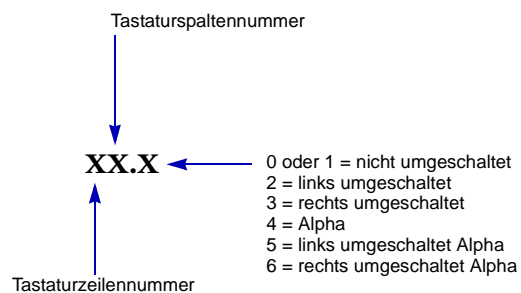 Tastaturspaltennummer
XX.X
0 oder 1 = nicht umgeschaltet
2 = links umgeschaltet
3 = rechts umgeschaltet
4 = Alpha
5 = links umgeschaltet Alpha
6 = rechts umgeschaltet Alpha
Tastaturzeilennummer